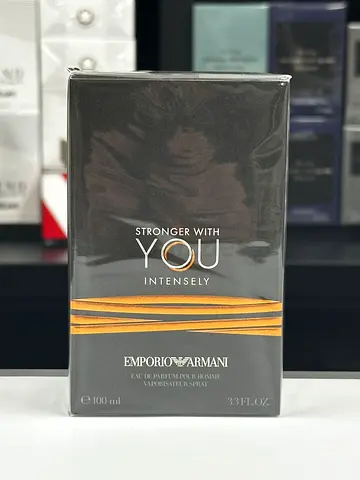 STRONGER WITH
YOU
INTENSELY
EMPORIO ARMANI
EAU DE PARFUM POUR HOMME
VAPORISATEUR SPRAY
℮ 100 ml 3.3 FL.OZ.